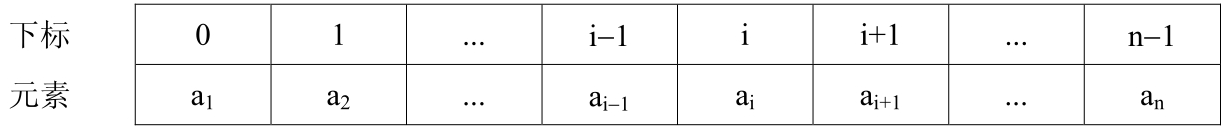 下标 0 1 ... i−1 i i+1 ... n−1
元素 a₁ a₂ ... aᵢ₋₁ aᵢ aᵢ₊₁ ... aₙ